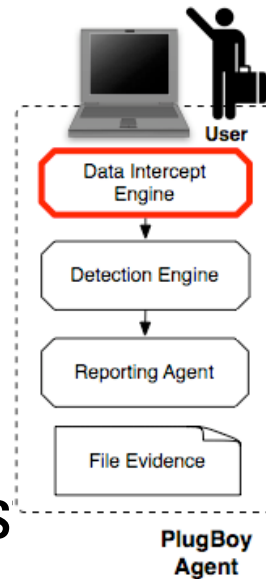 User
Data Intercept
Engine
Detection Engine
Reporting Agent
File Evidence
s
PlugBoy
Agent